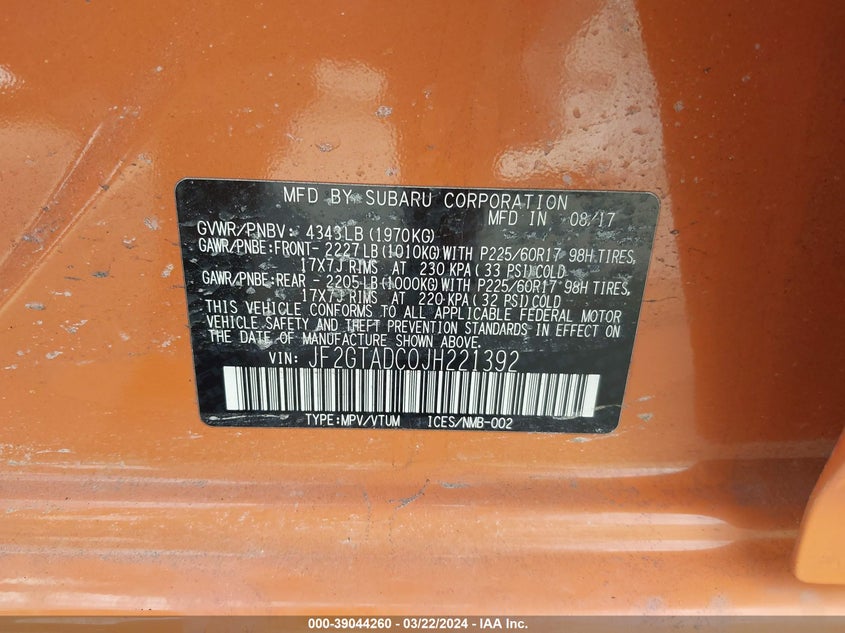 MFD BY SUBARU CORPORATION
MFD IN 08/17
GVWR/PNBV: 4343LB (1970KG)
GAWR/PNBE:FRONT- 2227 LB (1010KG) WITH P225/60R17 98H TIRES,
17X7J RIMS AT 230 KPA (33 PSI) COLD
GAWR/PNBE:REAR - 2205 LB (1000KG) WITH P225/60R17 98H TIRES,
17X7J RIMS AT 220 KPA (32 PSI) COLD
THIS VEHICLE CONFORMS TO ALL APPLICABLE FEDERAL MOTOR
VEHICLE SAFETY AND THEFT PREVENTION STANDARDS IN EFFECT ON
THE DATE OF MANUFACTURE SHOWN ABOVE.
VIN: JF2GTADC0JH221392
TYPE:MPV/VTUM ICES/NMB-002
000-39044260 - 03/22/2024 - IAA Inc.